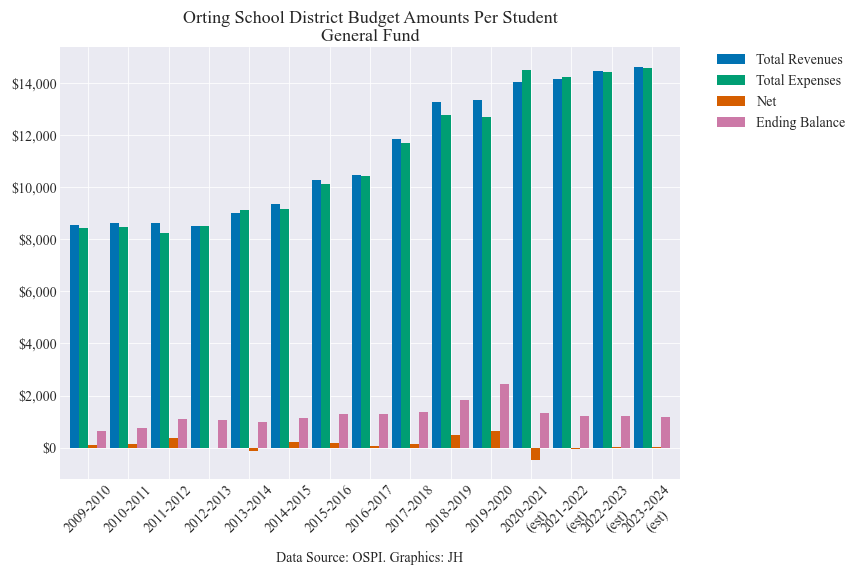 Orting School District Budget Amounts Per Student
General Fund
Total Revenues
Total Expenses
Net
Ending Balance
$14,000
$12,000
$10,000
$8,000
$6,000
$4,000
$2,000
$0
2009-2010
2010-2011
2011-2012
2012-2013
2013-2014
2014-2015
2015-2016
2016-2017
2017-2018
2018-2019
2019-2020
2020-2021
(est)
2021-2022
(est)
2022-2023
(est)
2023-2024
(est)
Data Source: OSPI. Graphics: JH